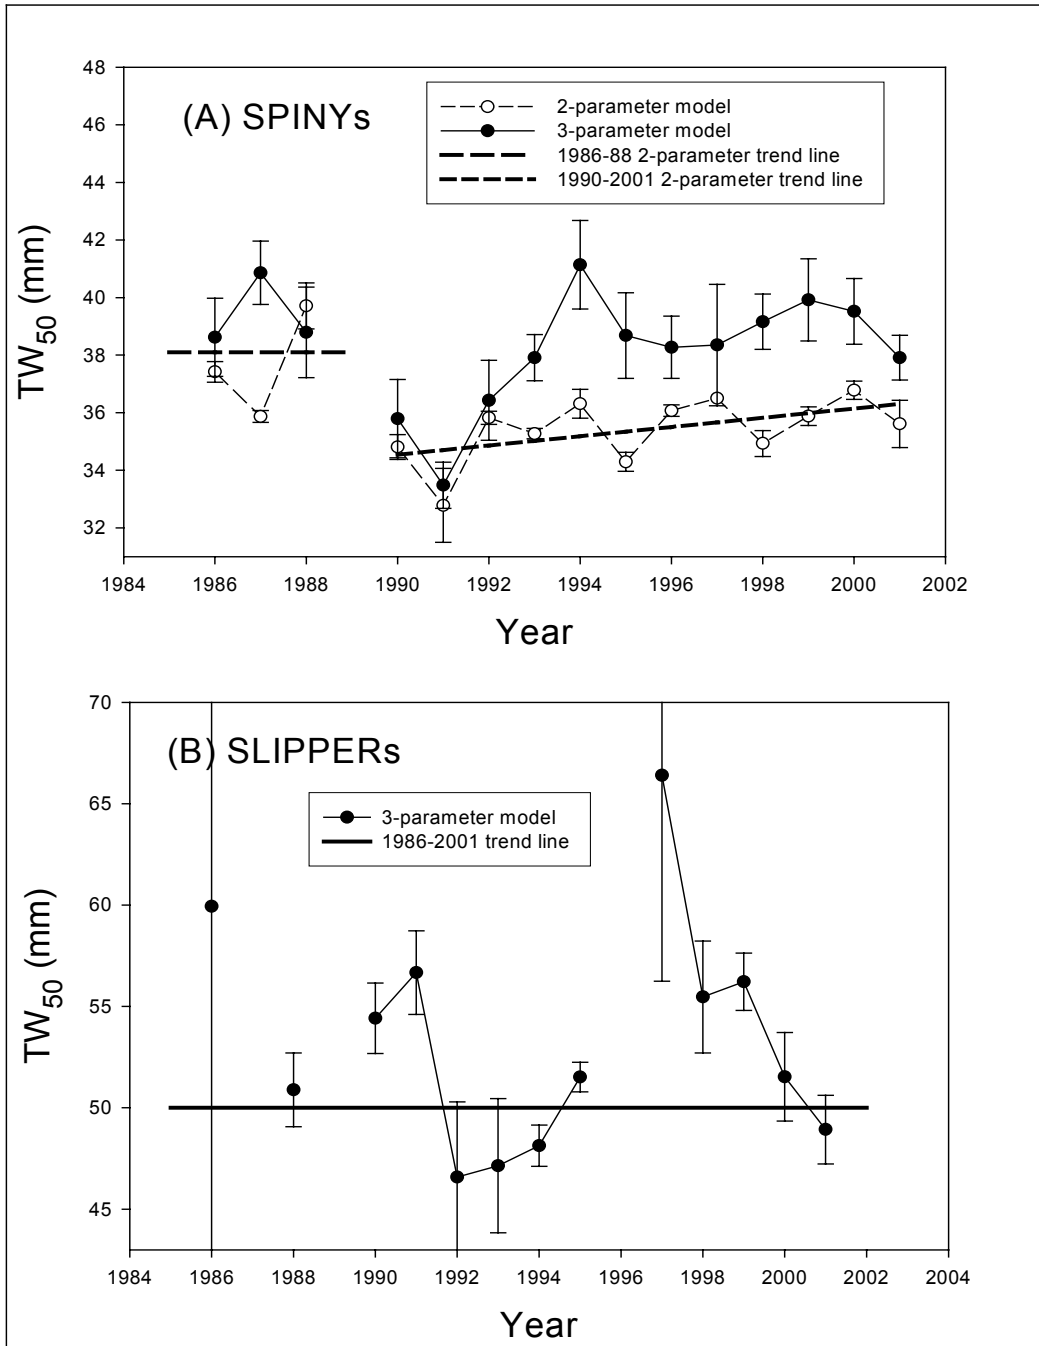 (A) SPINYs
2-parameter model
3-parameter model
1986-88 2-parameter trend line
1990-2001 2-parameter trend line
TW50 (mm)
48
46
44
42
40
38
36
34
32
1984 1986 1988 1990 1992 1994 1996 1998 2000 2002
Year
(B) SLIPPERs
3-parameter model
1986-2001 trend line
TW50 (mm)
70
65
60
55
50
45
1984 1986 1988 1990 1992 1994 1996 1998 2000 2002 2004
Year